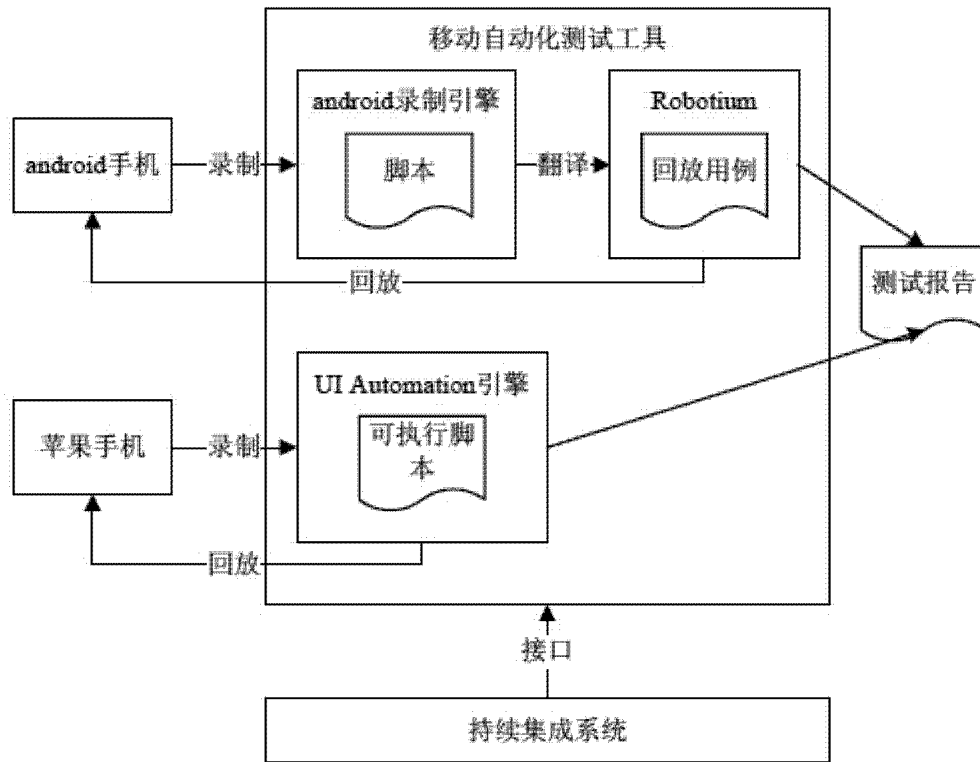 移动自动化测试工具
android录制引擎
Robotium
android手机
录制
脚本
翻译
回放用例
回放
测试报告
UI Automation引擎
苹果手机
录制
可执行脚
本
回放
接口
持续集成系统